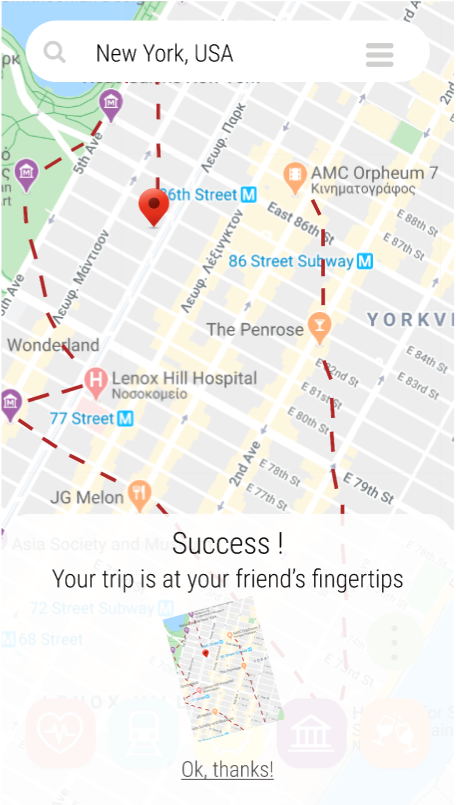 New York, USA
5th Ave
Λεωφ. Παρκ
Λεωφ. Μάντισον
Λεωφ. Λέξινγκτον
86th Street M
AMC Orpheum 7
Κινηματογράφος
East 86th St
E 88th St
E 87th St
86 Street Subway M
The Penrose
YORKVI
Wonderland
E 84th St
E 83rd St
E 82nd St
E 81st St
E 80th St
Lenox Hill Hospital
Νοσοκομείο
77 Street M
2nd Ave
E 79th St
E 78th St
E 77th St
JG Melon
Success !
Asia Society and Mu
Your trip is at your friend's fingertips
72 Street Subway M
68 Street
E 73rd St
Ok, thanks!